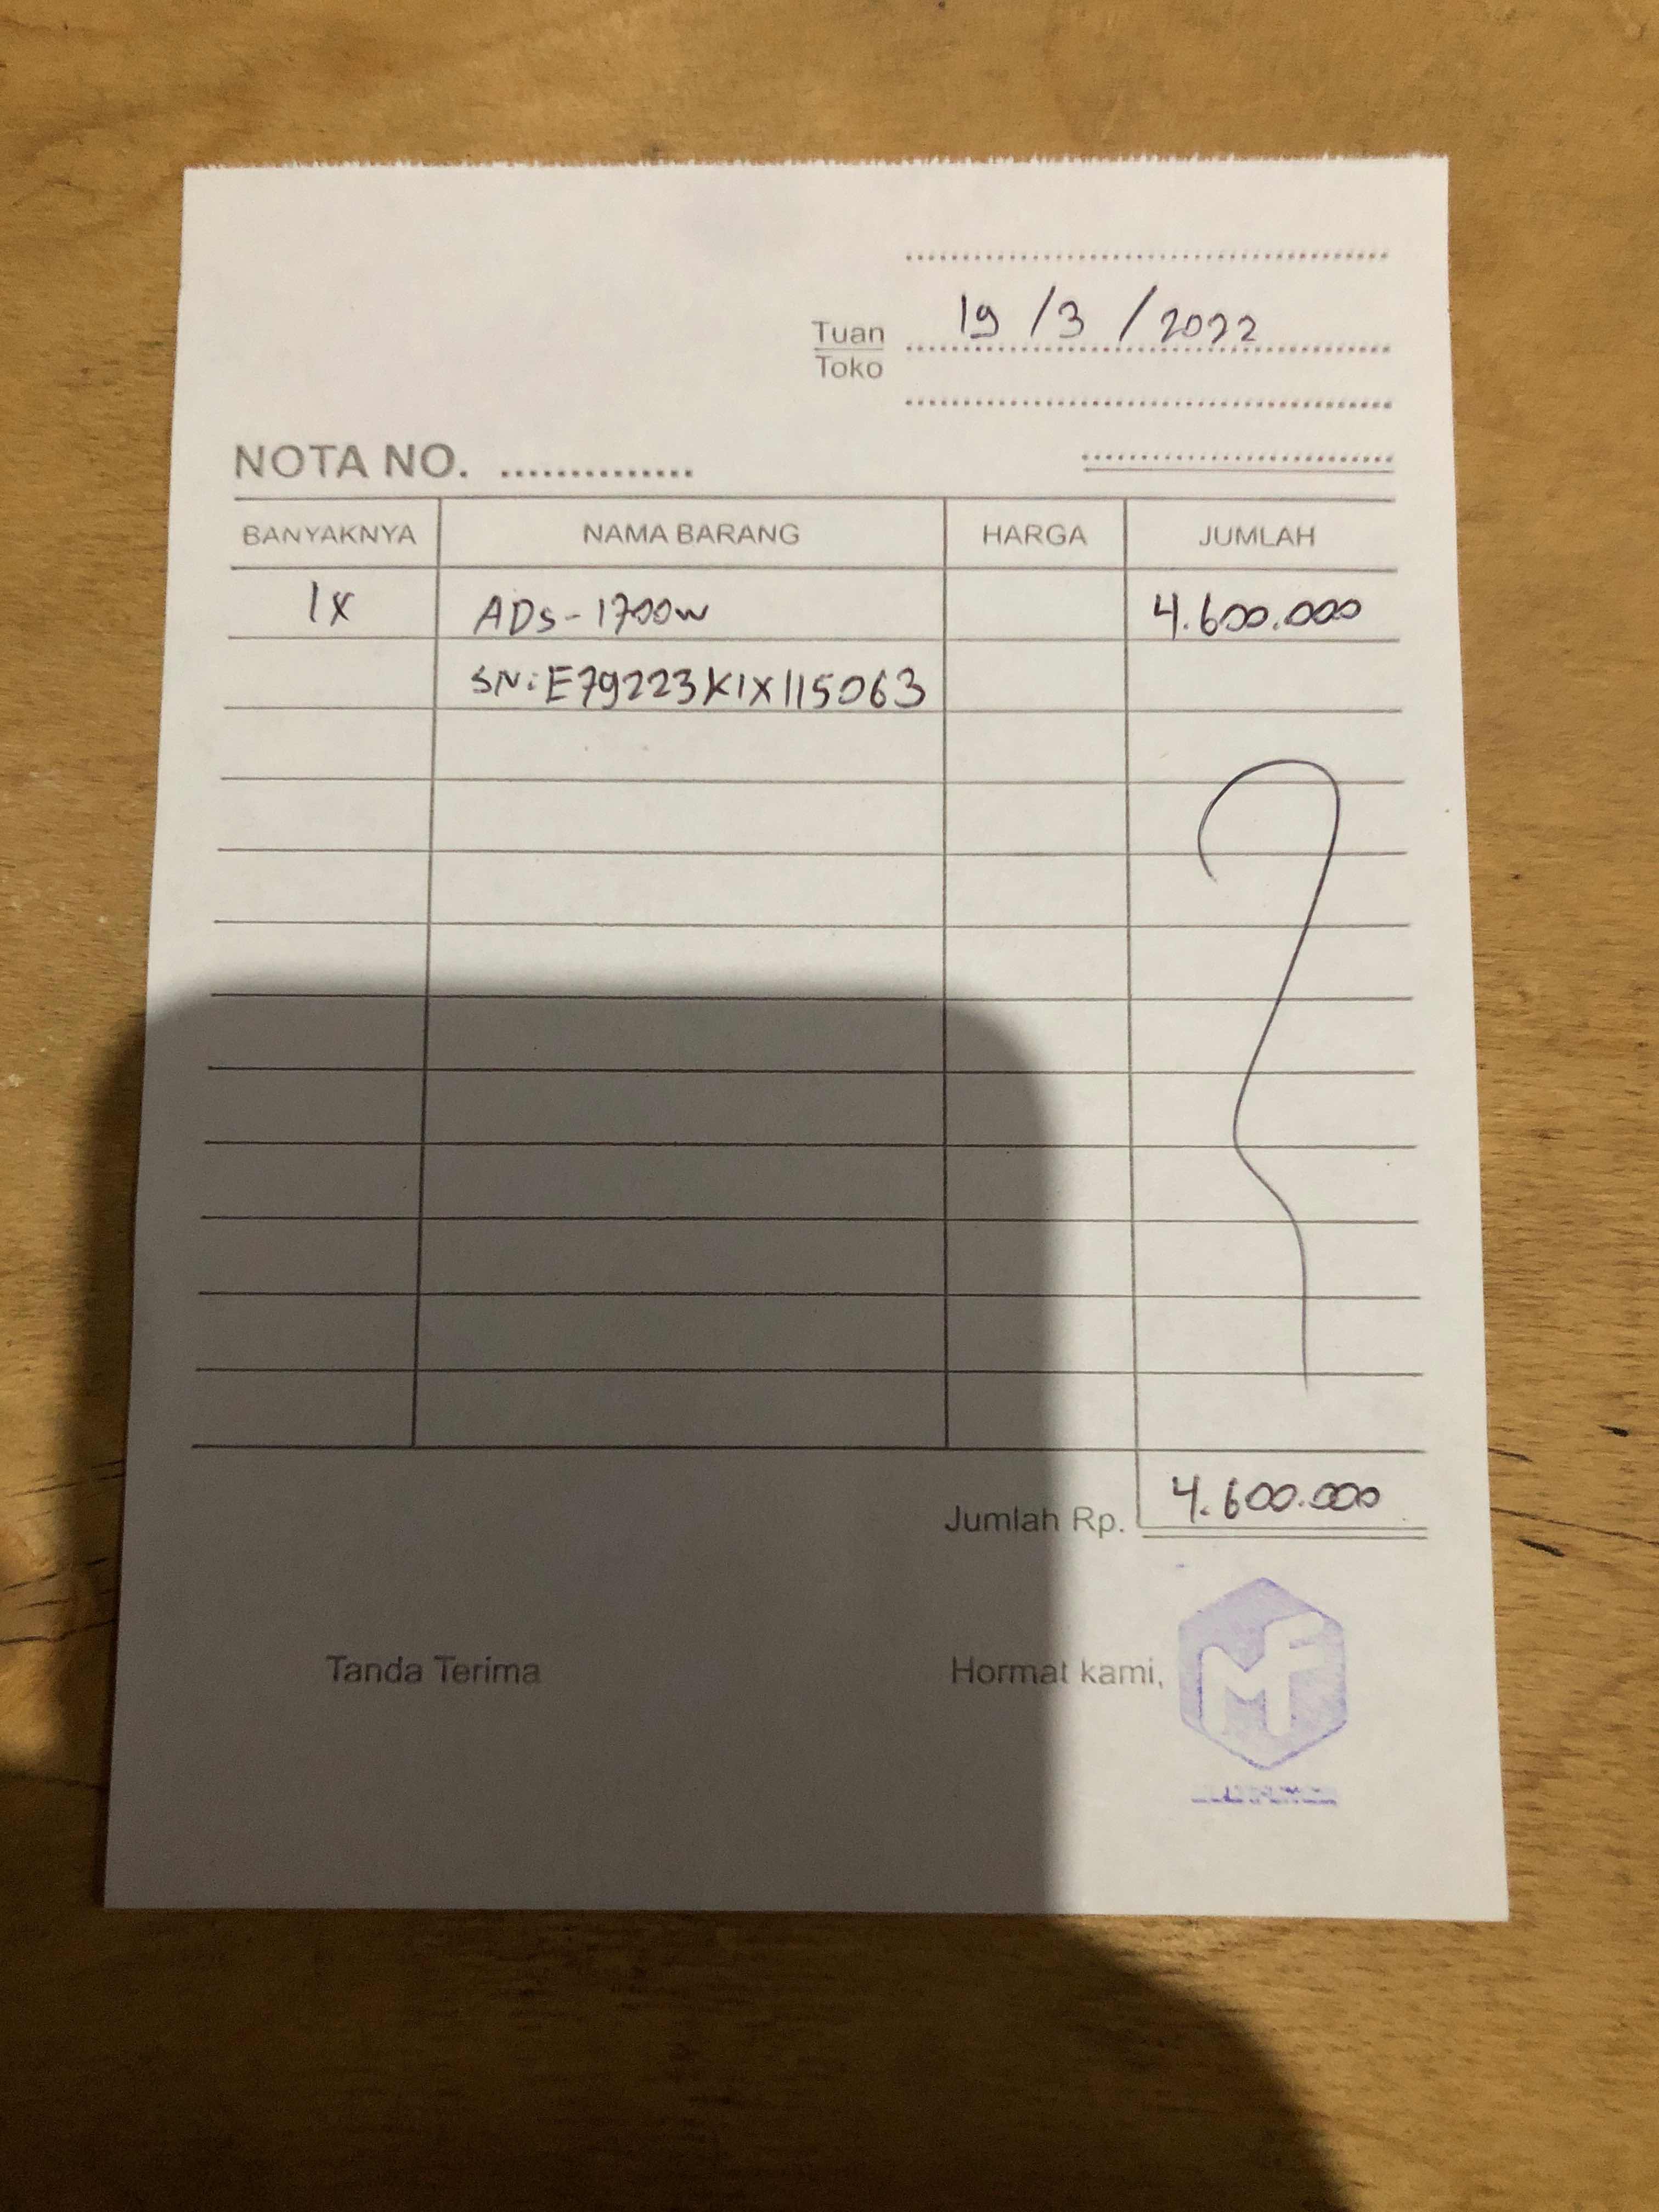 19/3/2022
Tuan
Toko
NOTA NO. ..............
BANYAKNYA NAMA BARANG HARGA JUMLAH
1x ADS-1700W 4.600.000
SN:E79223K1X115063
Jumlah Rp. 4.600.000
Tanda Terima Hormat kami,
MF